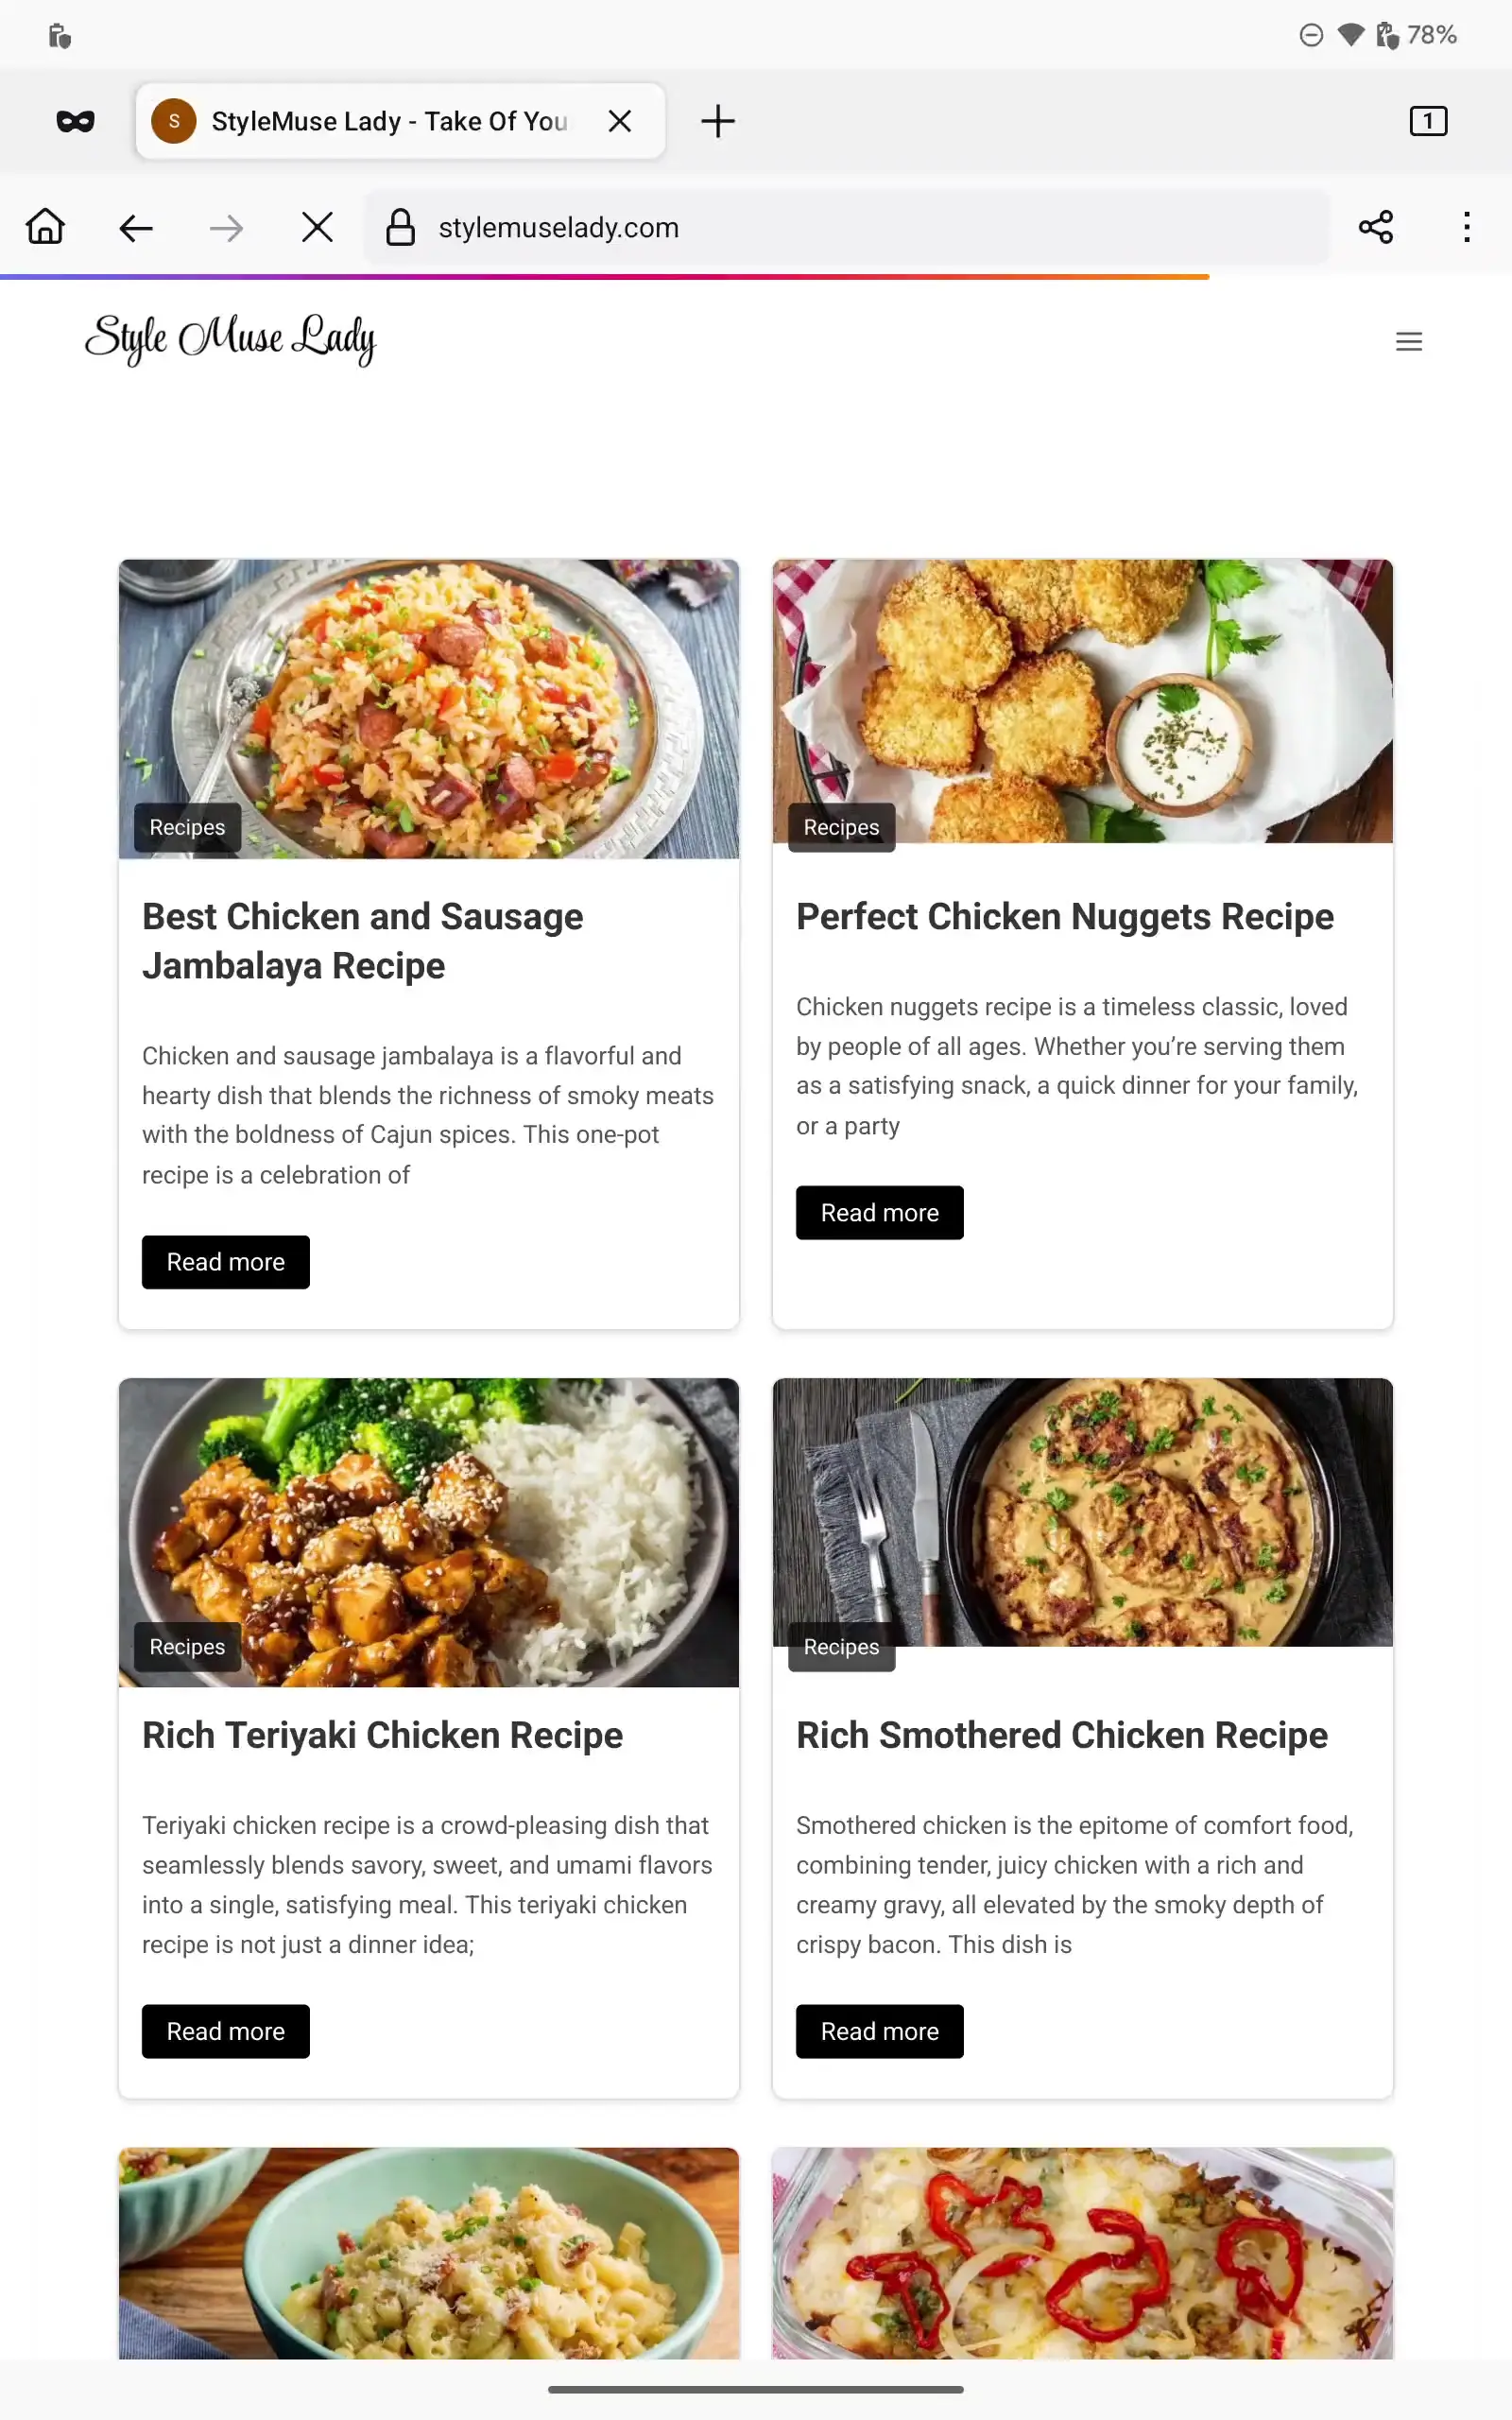 78%
S
StyleMuse Lady - Take Of You
1
stylemuselady.com
Style Muse Lady
Recipes
Best Chicken and Sausage
Jambalaya Recipe
Chicken and sausage jambalaya is a flavorful and
hearty dish that blends the richness of smoky meats
with the boldness of Cajun spices. This one-pot
recipe is a celebration of
Read more
Recipes
Perfect Chicken Nuggets Recipe
Chicken nuggets recipe is a timeless classic, loved
by people of all ages. Whether you’re serving them
as a satisfying snack, a quick dinner for your family,
or a party
Read more
Recipes
Rich Teriyaki Chicken Recipe
Teriyaki chicken recipe is a crowd-pleasing dish that
seamlessly blends savory, sweet, and umami flavors
into a single, satisfying meal. This teriyaki chicken
recipe is not just a dinner idea;
Read more
Recipes
Rich Smothered Chicken Recipe
Smothered chicken is the epitome of comfort food,
combining tender, juicy chicken with a rich and
creamy gravy, all elevated by the smoky depth of
crispy bacon. This dish is
Read more